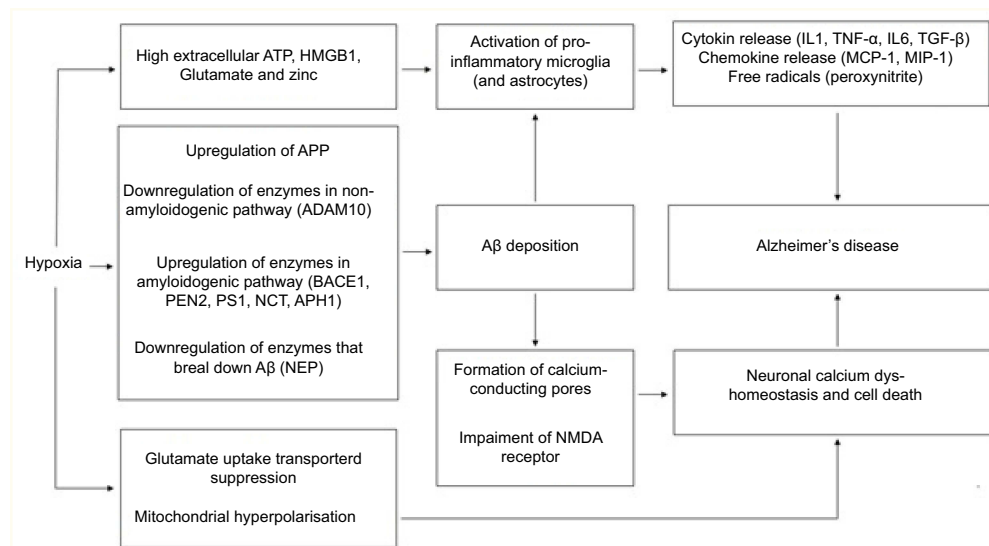 High extracellular ATP, HMGB1,
Glutamate and zinc
Activation of pro-
inflammatory microglia
(and astrocytes)
Cytokin release (IL1, TNF-α, IL6, TGF-β)
Chemokine release (MCP-1, MIP-1)
Free radicals (peroxynitrite)
Hypoxia
Upregulation of APP
Downregulation of enzymes in non-
amyloidogenic pathway (ADAM10)
Upregulation of enzymes in
amyloidogenic pathway (BACE1,
PEN2, PS1, NCT, APH1)
Downregulation of enzymes that
breal down Aβ (NEP)
Aβ deposition
Alzheimer's disease
Formation of calcium-
conducting pores
Impaiment of NMDA
receptor
Neuronal calcium dys-
homeostasis and cell death
Glutamate uptake transporterd
suppression
Mitochondrial hyperpolarisation